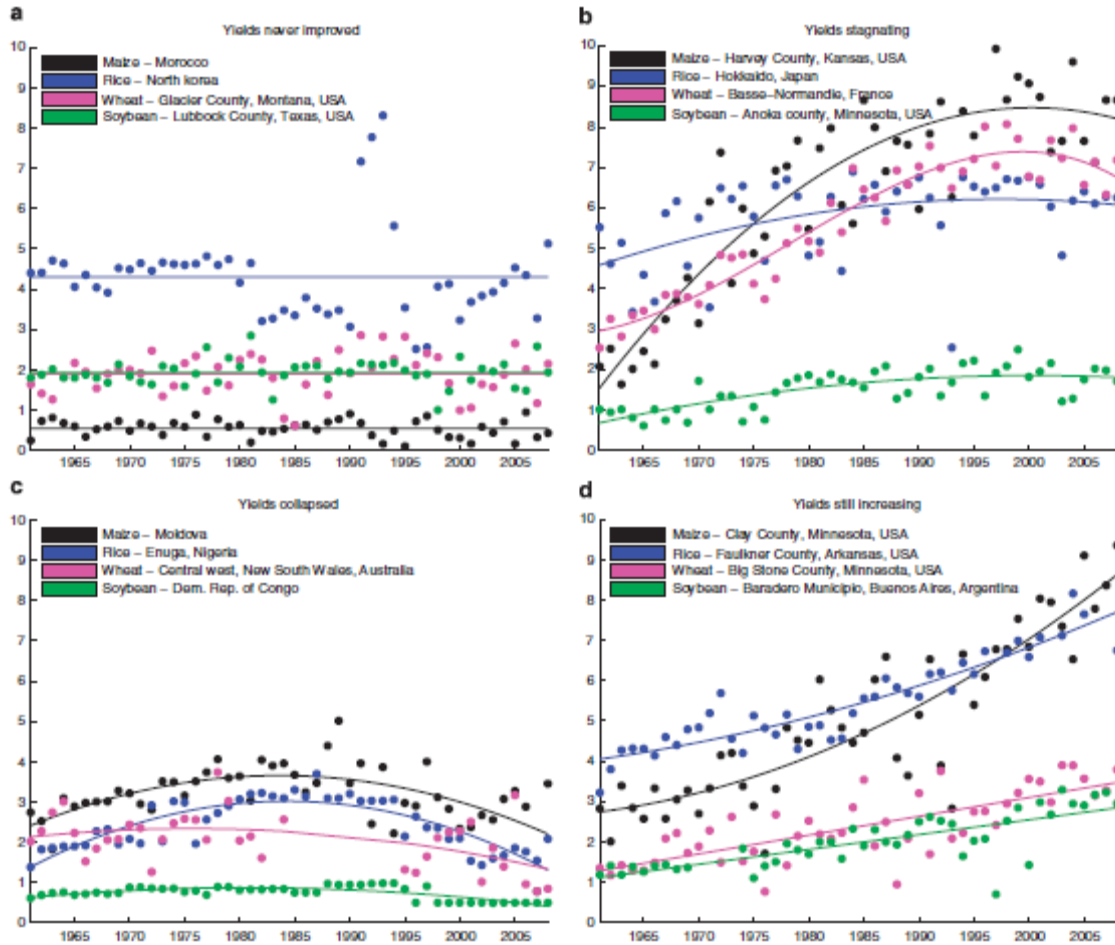 a
Yields never improved
10
Maize – Morocco
9
Rice – North korea
8
Wheat – Glacier County, Montana, USA
Soybean – Lubbock County, Texas, USA
7
6
5
4
3
2
1
0
1965 1970 1975 1980 1985 1990 1995 2000 2005
b
Yields stagnating
10
Maize – Harvey County, Kansas, USA
9
Rice – Hokkaido, Japan
Wheat – Basse–Normandie, France
8
Soybean – Anoka county, Minnesota, USA
7
6
5
4
3
2
1
0
1965 1970 1975 1980 1985 1990 1995 2000 2005
c
Yields collapsed
10
Maize – Moldova
9
Rice – Enuga, Nigeria
Wheat – Central west, New South Wales, Australia
8
Soybean – Dem. Rep. of Congo
7
6
5
4
3
2
1
0
1965 1970 1975 1980 1985 1990 1995 2000 2005
d
Yields still increasing
10
Maize – Clay County, Minnesota, USA
9
Rice – Faulkner County, Arkansas, USA
Wheat – Big Stone County, Minnesota, USA
8
Soybean – Baradero Municipio, Buenos Aires, Argentina
7
6
5
4
3
2
1
0
1965 1970 1975 1980 1985 1990 1995 2000 2005